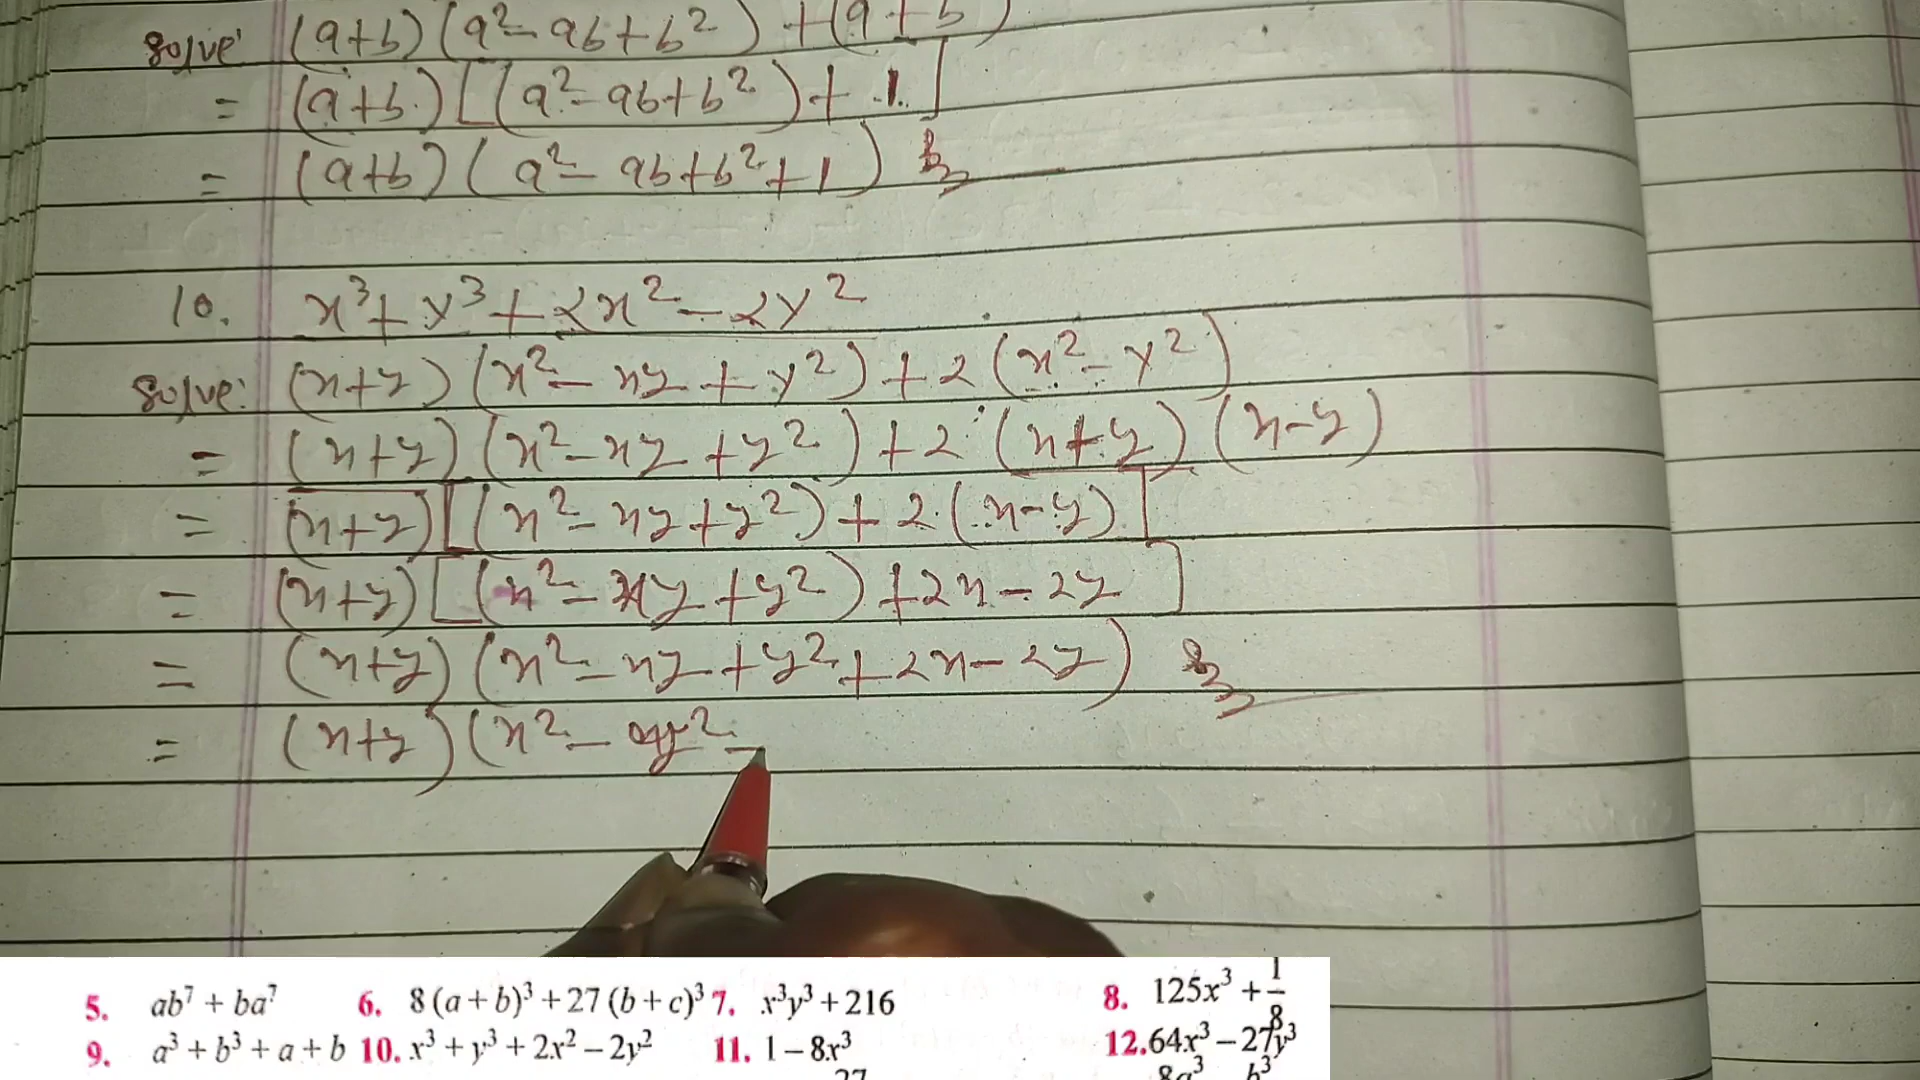 solve: (a+b)(a²-ab+b²)+(a+b)
= (a+b)[(a²-ab+b²)+1]
= (a+b)(a²-ab+b²+1)
10. x³+y³+2x²-2y²
solve: (x+y)(x²-xy+y²)+2(x²-y²)
= (x+y)(x²-xy+y²)+2(x+y)(x-y)
= (x+y)[(x²-xy+y²)+2(x-y)]
= (x+y)[(x²-xy+y²)+2x-2y]
= (x+y)(x²-xy+y²+2x-2y)
= (x+y)(x²-
5. ab⁷ + ba⁷ 6. 8(a+b)³ + 27(b+c)³ 7. x³y³ + 216 8. 125x³ + 1/8
9. a³ + b³ + a + b 10. x³ + y³ + 2x² – 2y² 11. 1 – 8x³ 12. 64x³ – 27y³
27 8a³ b³